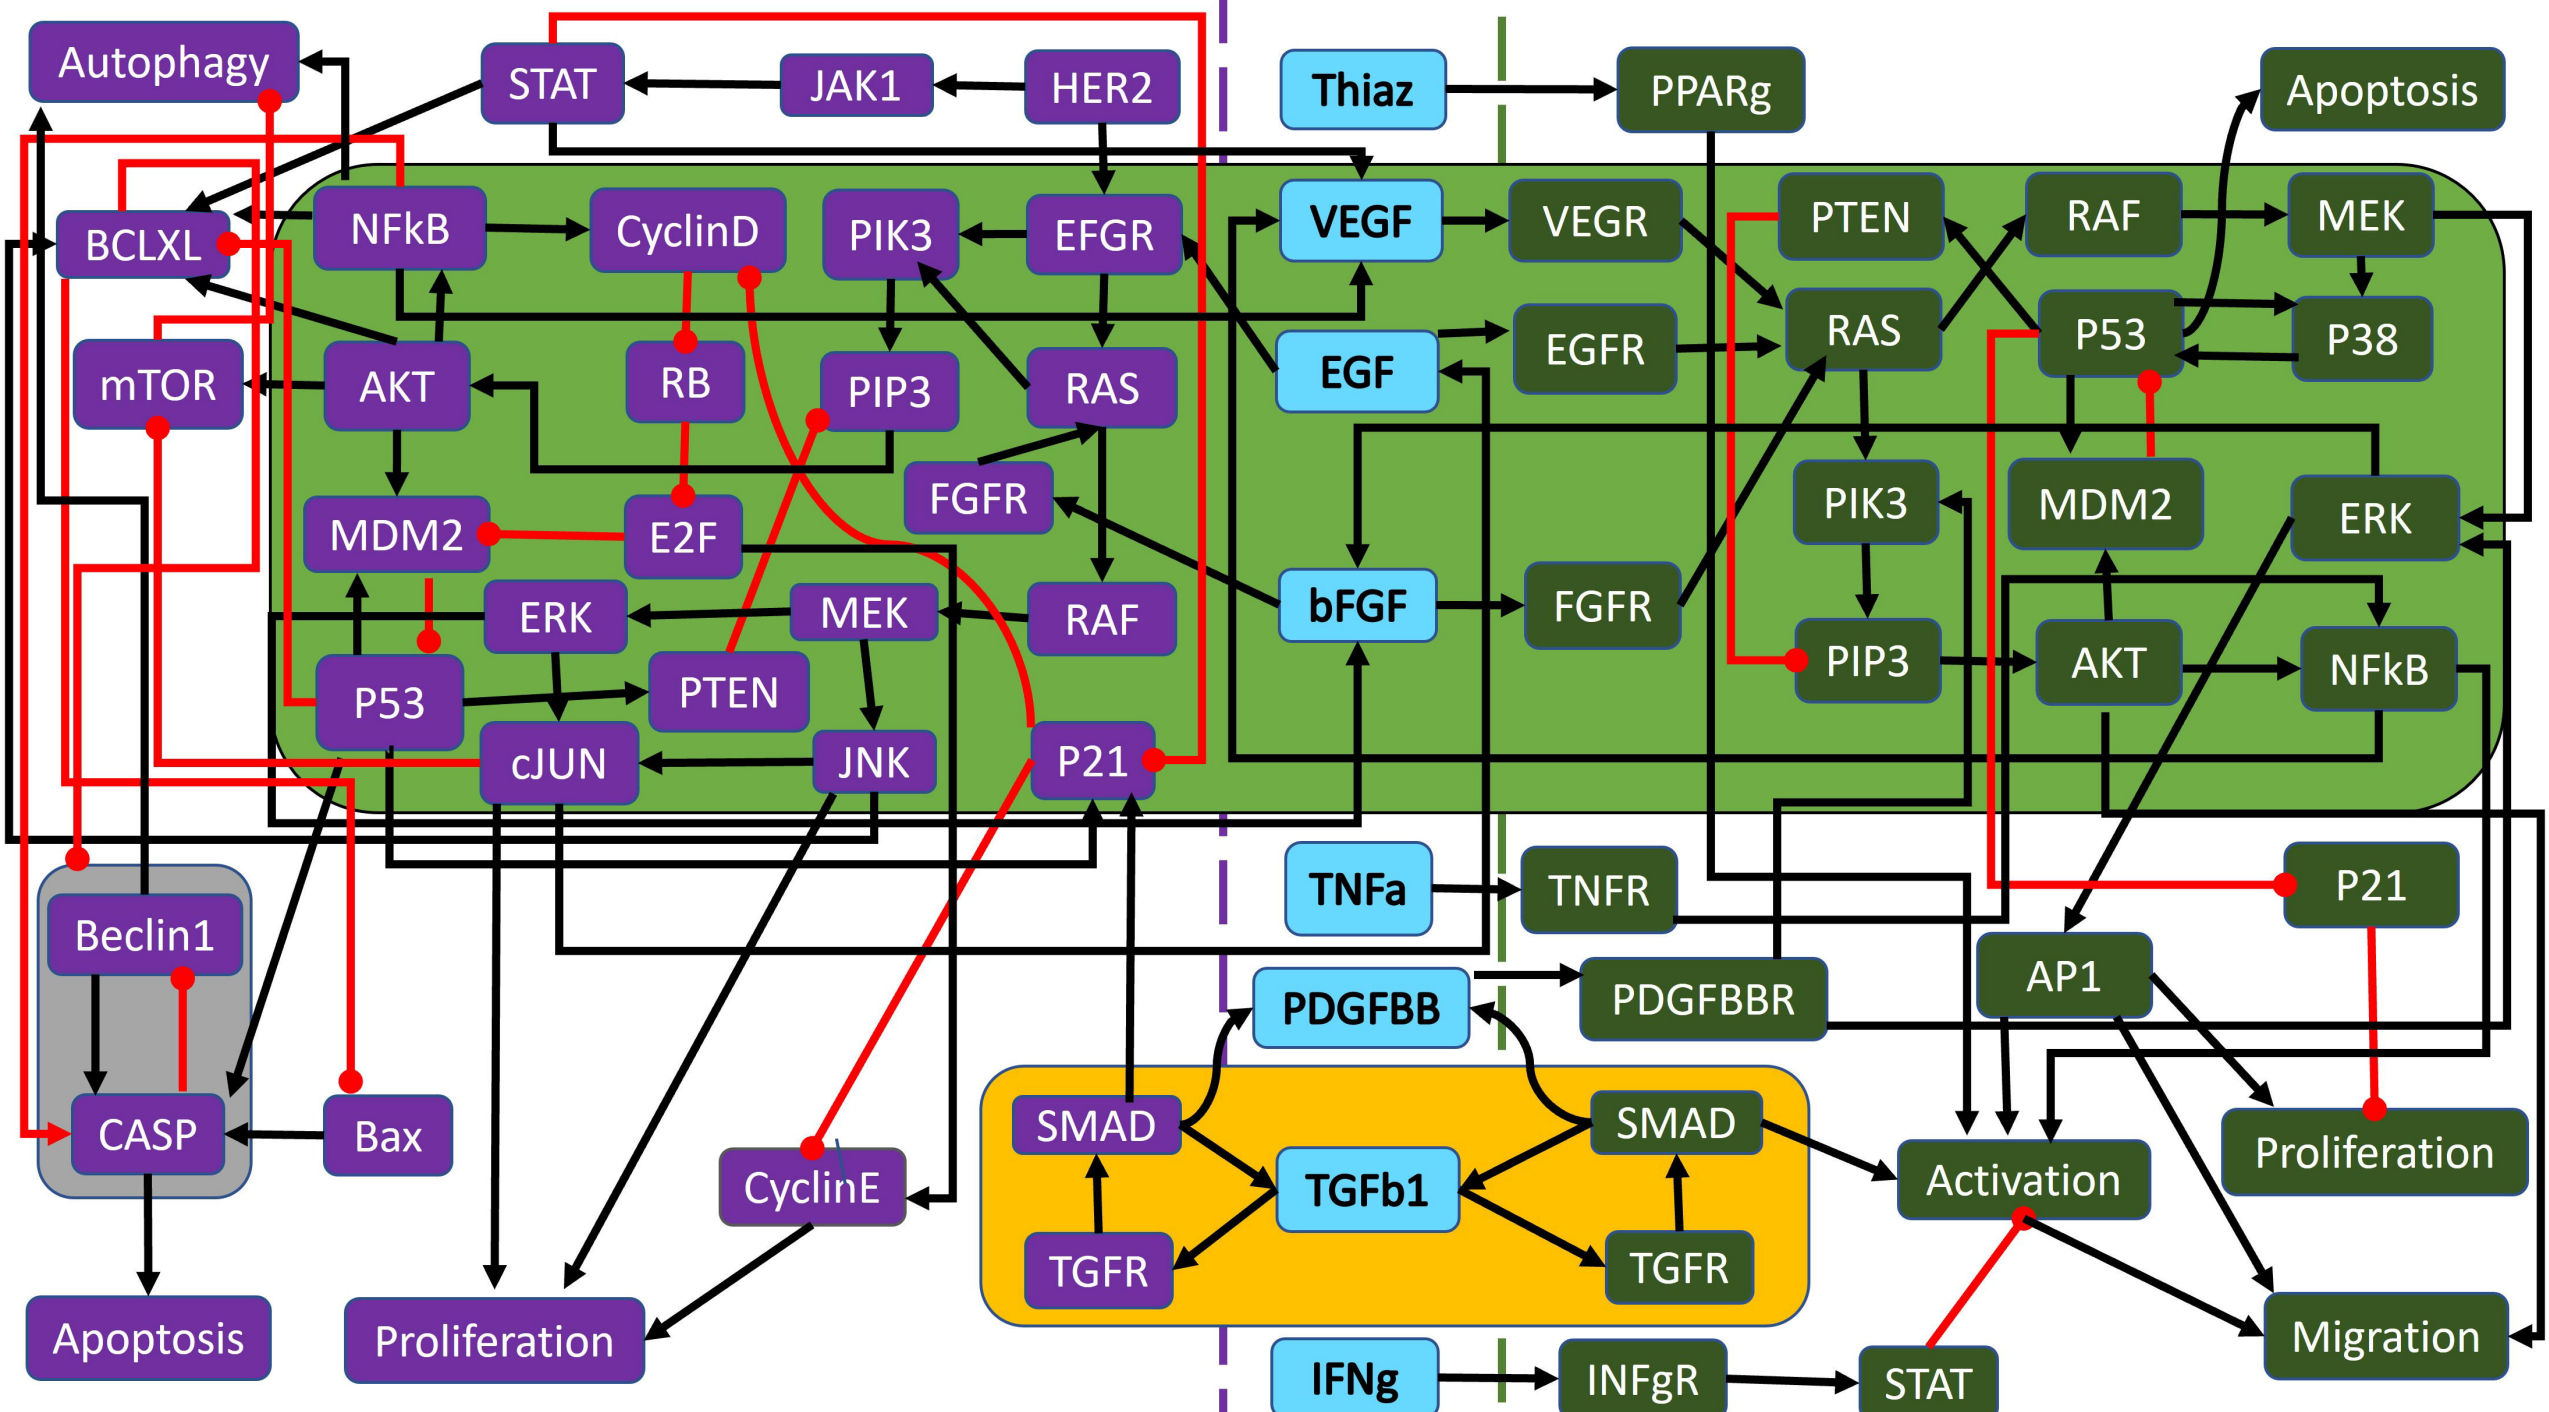 Autophagy
STAT
JAK1
HER2
Thiaz
PPARg
Apoptosis
BCLXL
NFkB
CyclinD
PIK3
EFGR
VEGF
VEGR
PTEN
RAF
MEK
mTOR
AKT
RB
PIP3
RAS
EGF
EGFR
RAS
P53
P38
MDM2
E2F
FGFR
PIK3
MDM2
ERK
ERK
MEK
RAF
bFGF
FGFR
P53
PTEN
PIP3
AKT
NFkB
cJUN
JNK
P21
TNFa
TNFR
P21
Beclin1
PDGFBB
PDGFBBR
AP1
CASP
Bax
CyclinE
SMAD
SMAD
TGFb1
Activation
Proliferation
TGFR
TGFR
Apoptosis
Proliferation
IFNg
INFgR
STAT
Migration